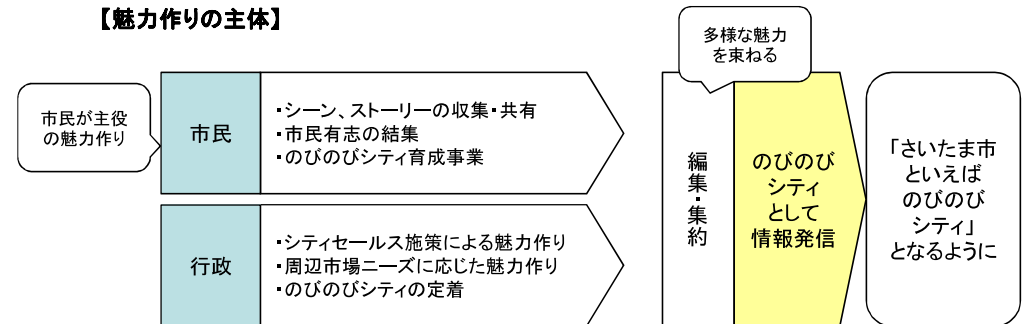 【魅力作りの主体】
多様な魅力
を束ねる
市民が主役
の魅力作り
市民
・シーン、ストーリーの収集・共有
・市民有志の結集
・のびのびシティ育成事業
行政
・シティセールス施策による魅力作り
・周辺市場ニーズに応じた魅力作り
・のびのびシティの定着
編集・集約
のびのび
シティ
として
情報発信
「さいたま市
といえば
のびのび
シティ」
となるように